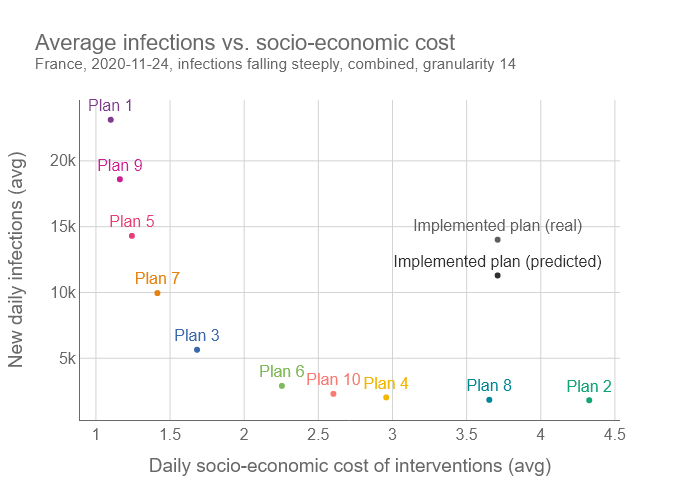 Average infections vs. socio-economic cost
France, 2020-11-24, infections falling steeply, combined, granularity 14
New daily infections (avg)
20k
15k
10k
5k
Plan 1
Plan 9
Plan 5
Implemented plan (real)
Implemented plan (predicted)
Plan 7
Plan 3
Plan 6
Plan 10
Plan 4
Plan 8
Plan 2
1 1.5 2 2.5 3 3.5 4 4.5
Daily socio-economic cost of interventions (avg)